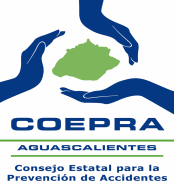 COEPRA
AGUASCALIENTES
Consejo Estatal para la
Prevención de Accidentes